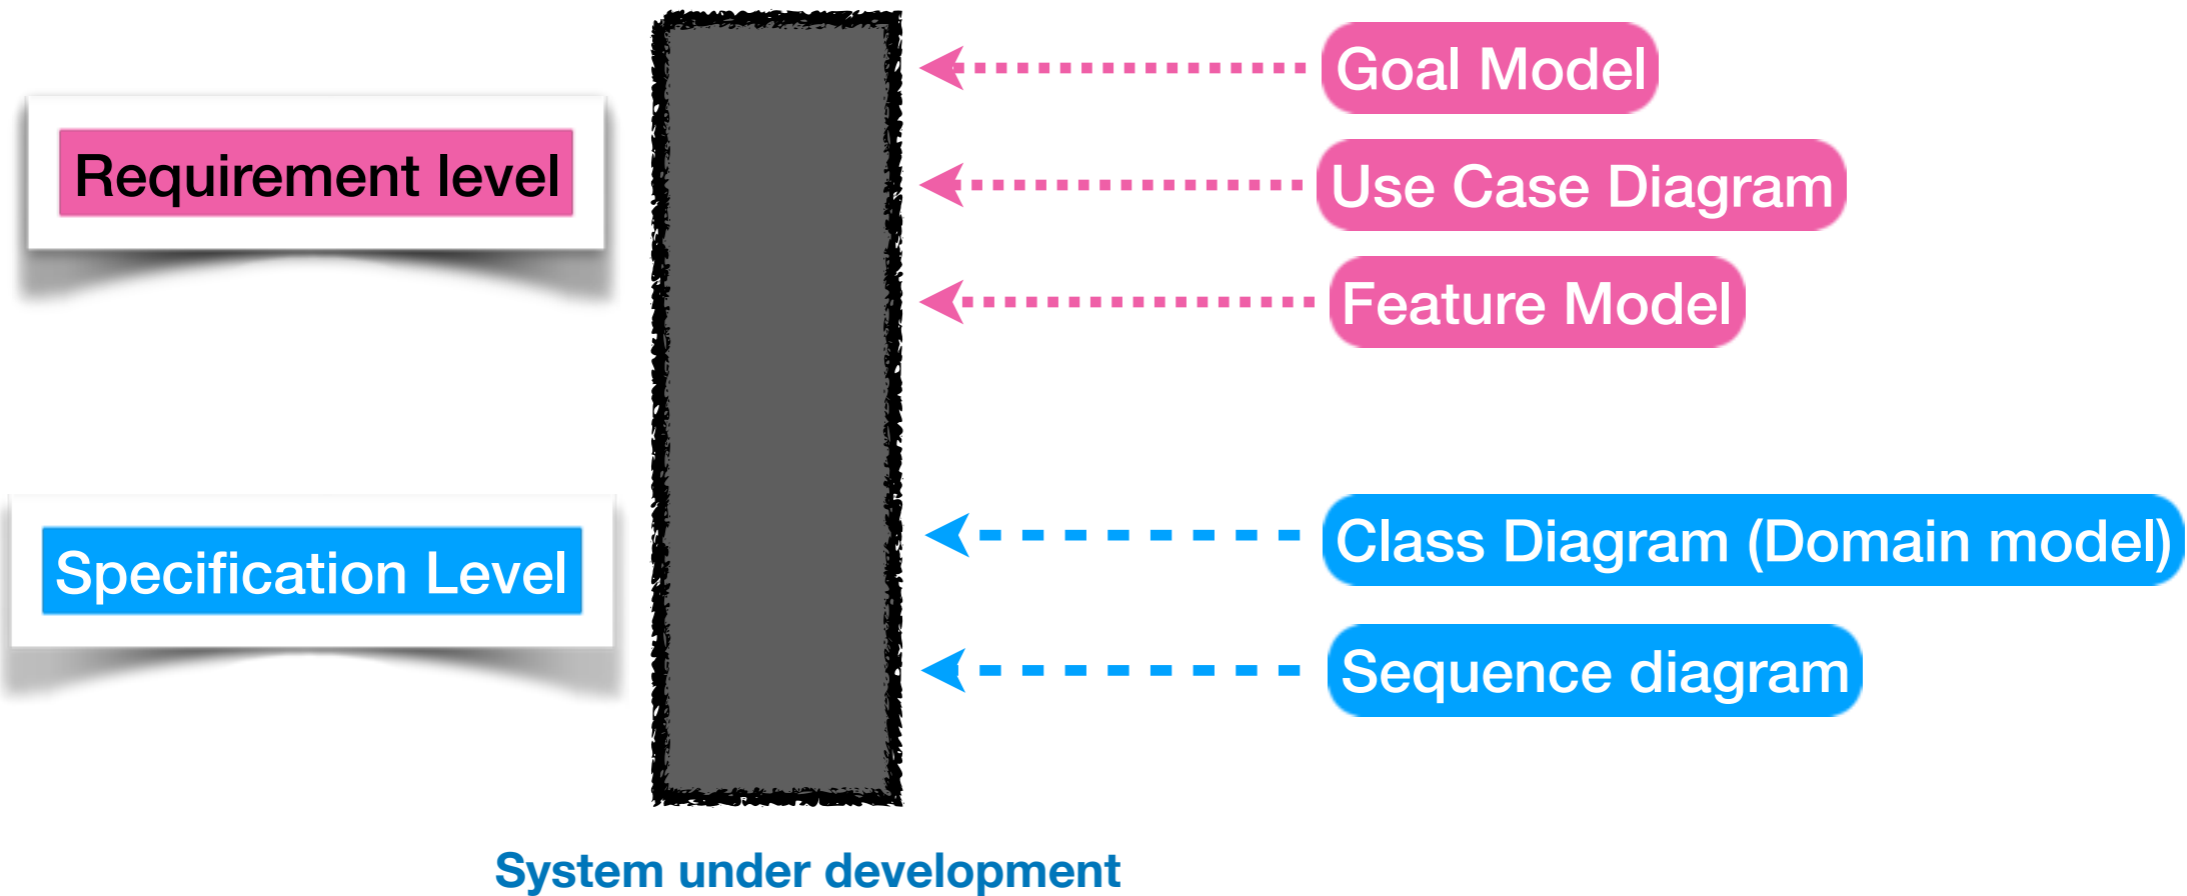 Goal Model
Requirement level
Use Case Diagram
Feature Model
Specification Level
Class Diagram (Domain model)
Sequence diagram
System under development